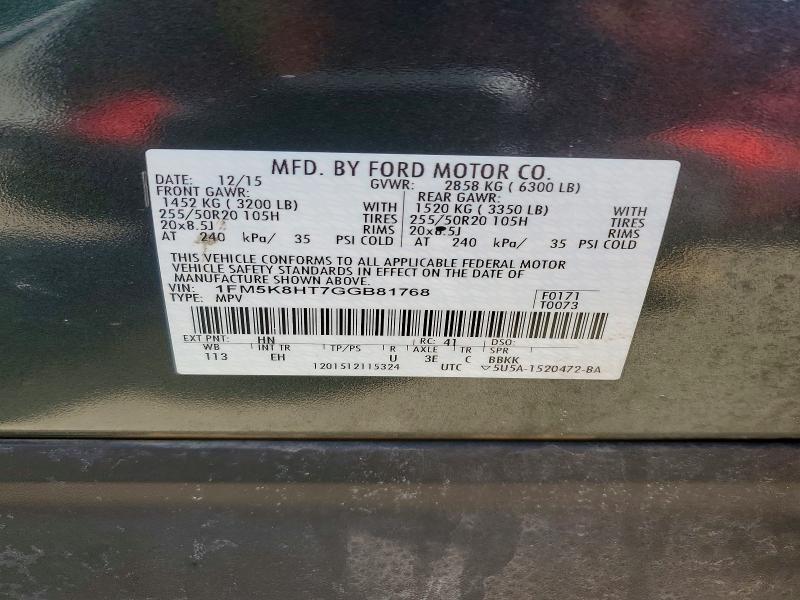 MFD. BY FORD MOTOR CO.
DATE: 12/15 GVWR: 2858 KG ( 6300 LB)
FRONT GAWR: REAR GAWR:
1452 KG ( 3200 LB) WITH 1520 KG ( 3350 LB) WITH
255/50R20 105H TIRES 255/50R20 105H TIRES
20x8.5J RIMS 20x8.5J RIMS
AT 240 kPa/ 35 PSI COLD AT 240 kPa/ 35 PSI COLD
THIS VEHICLE CONFORMS TO ALL APPLICABLE FEDERAL MOTOR
VEHICLE SAFETY STANDARDS IN EFFECT ON THE DATE OF
MANUFACTURE SHOWN ABOVE.
VIN: 1FM5K8HT7GGB81768 F0171
TYPE: MPV T0073
EXT PNT: HN RC: 41 DSO:
WB INT TR TP/PS R AXLE TR SPR
113 EH U 3E C BBKK
1201512115324 UTC ▽5U5A-1520472-BA